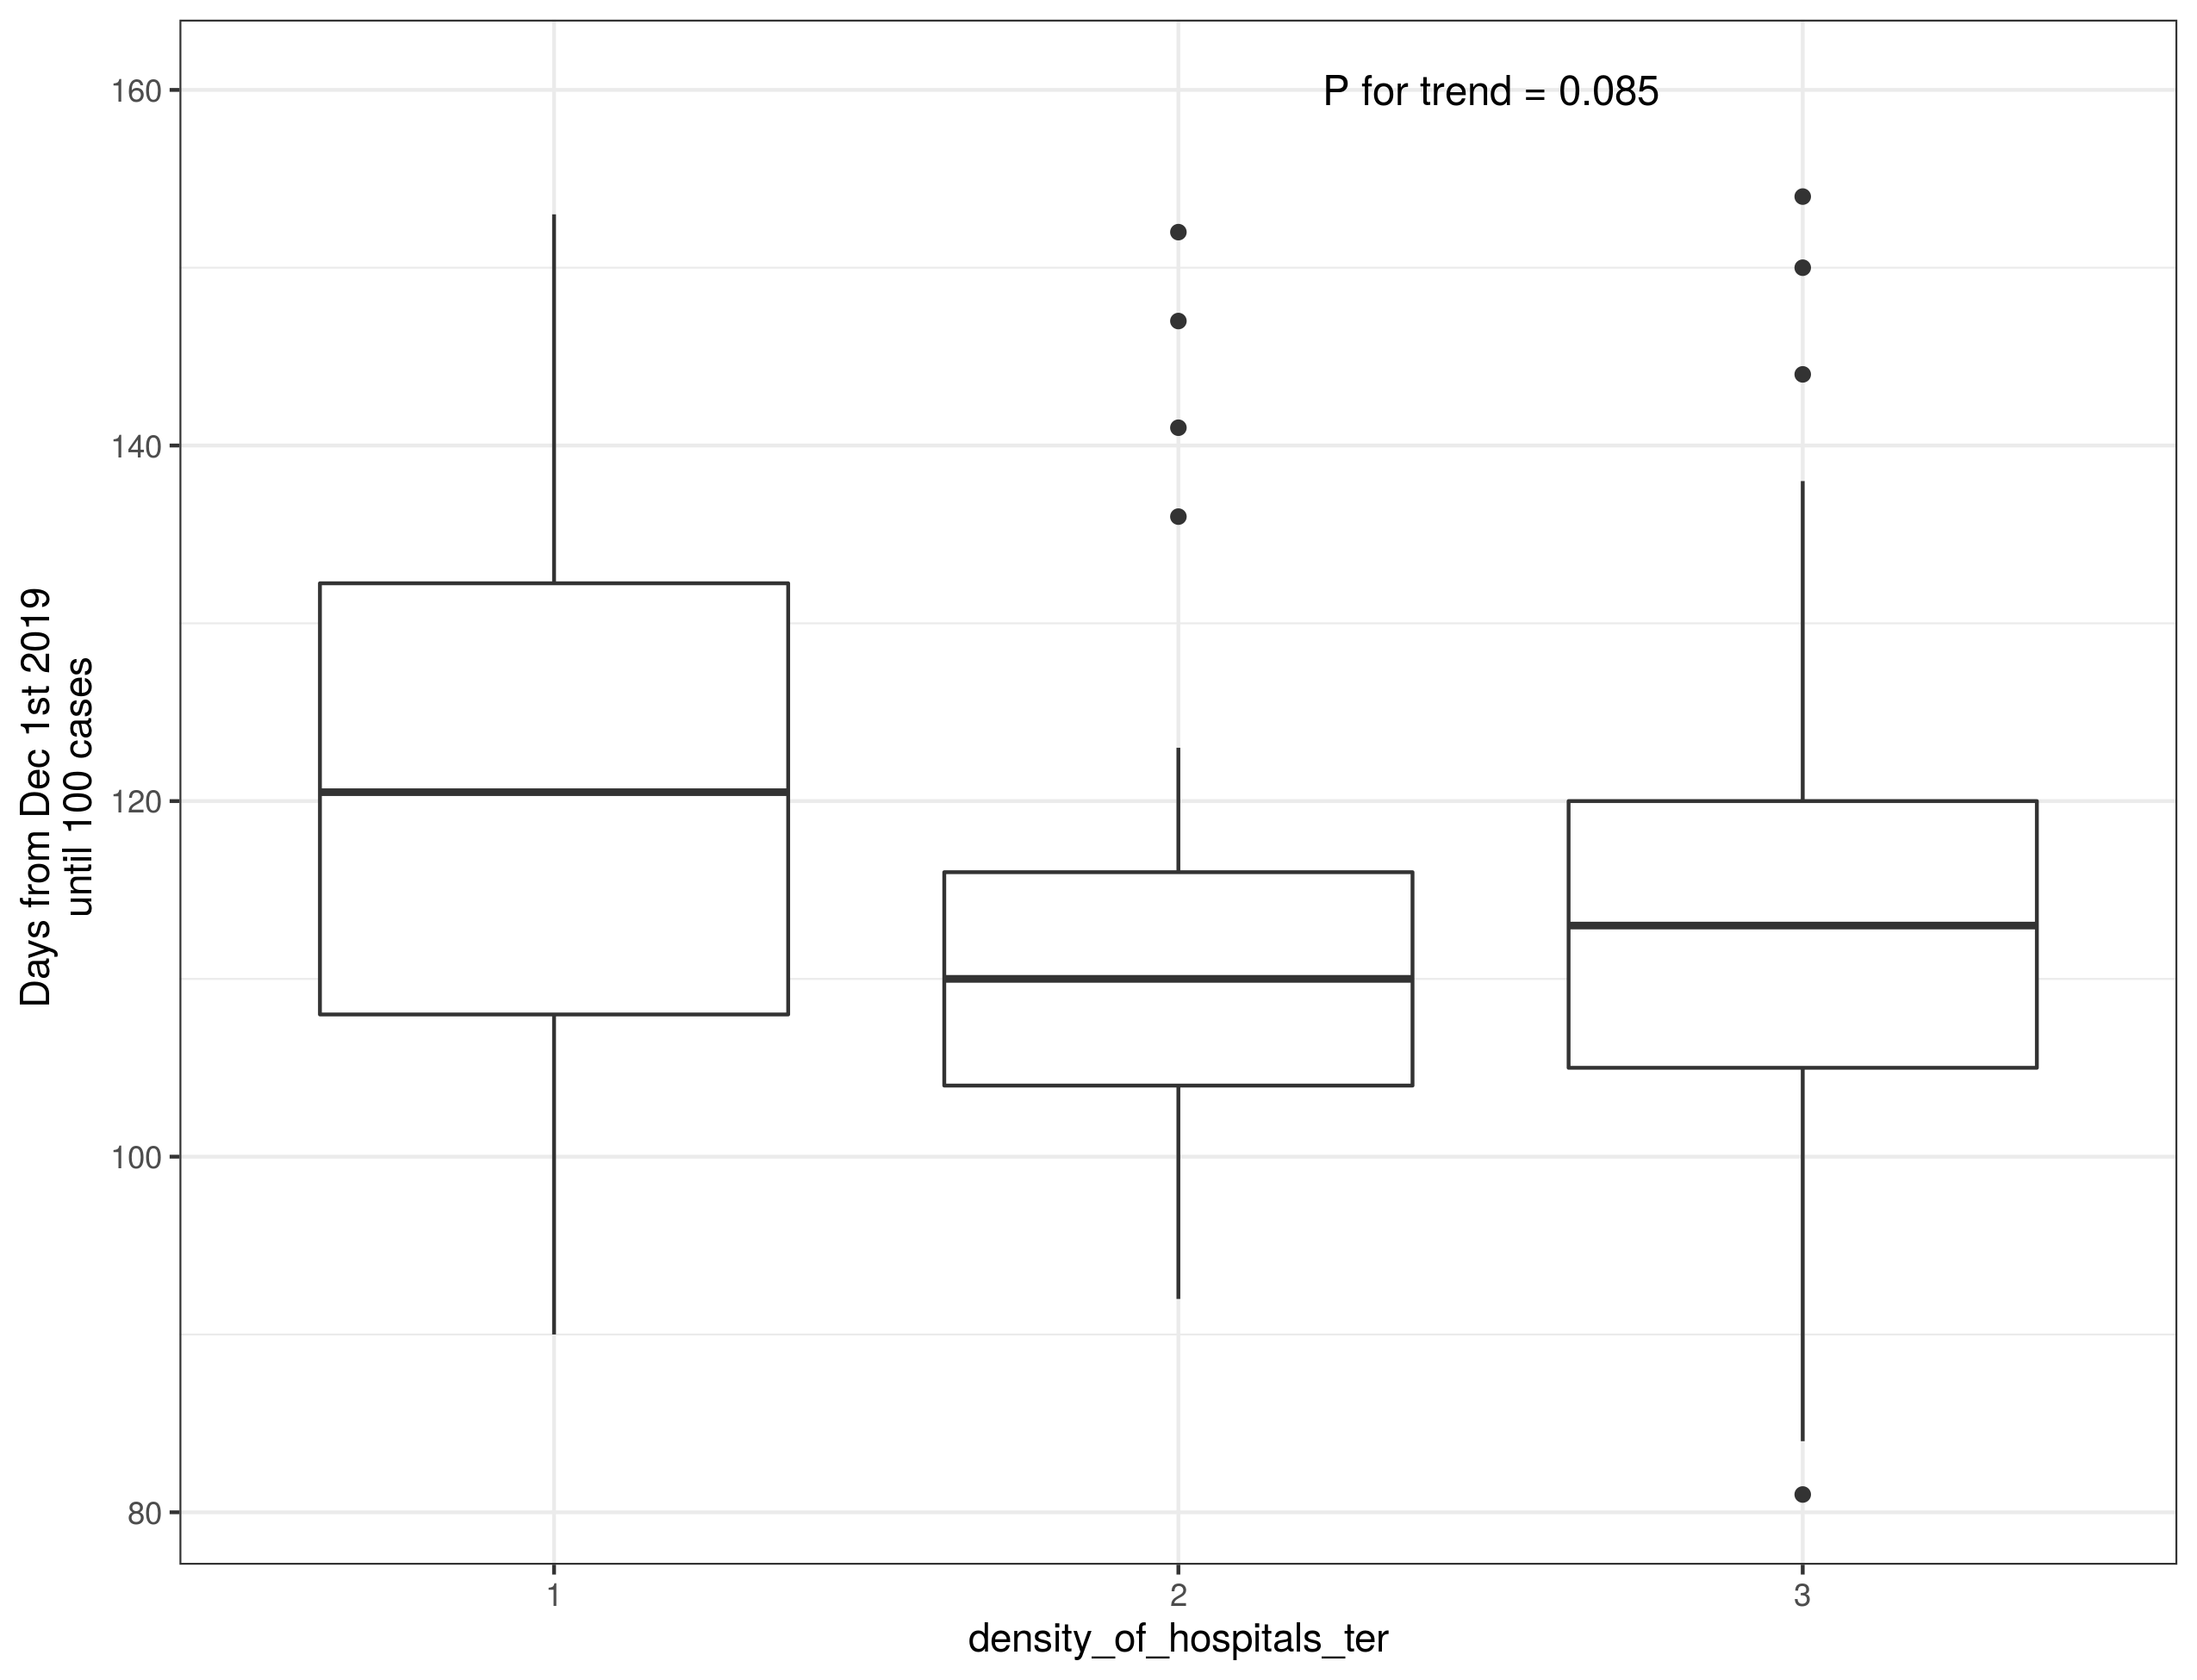 P for trend = 0.085
160
140
120
100
80
Days from Dec 1st 2019
until 100 cases
1
2
3
density_of_hospitals_ter